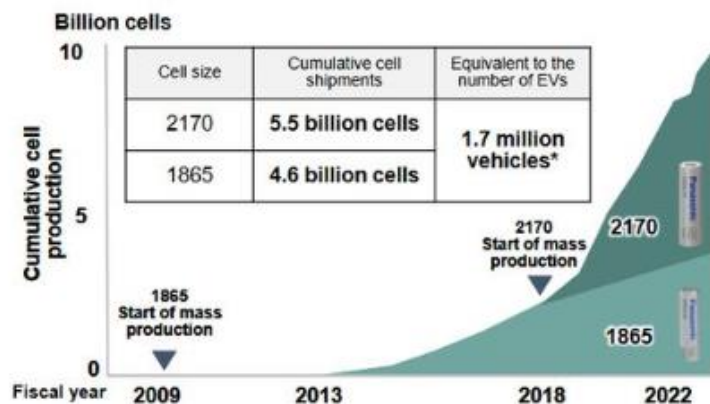 Billion cells
10
Cell size
Cumulative cell
shipments
Equivalent to the
number of EVs
2170
5.5 billion cells
1.7 million
vehicles*
1865
4.6 billion cells
Cumulative cell
production
5
2170
Start of mass
production
2170
Panasonic
1865
Start of mass
production
1865
Panasonic
0
Fiscal year 2009 2013 2018 2022